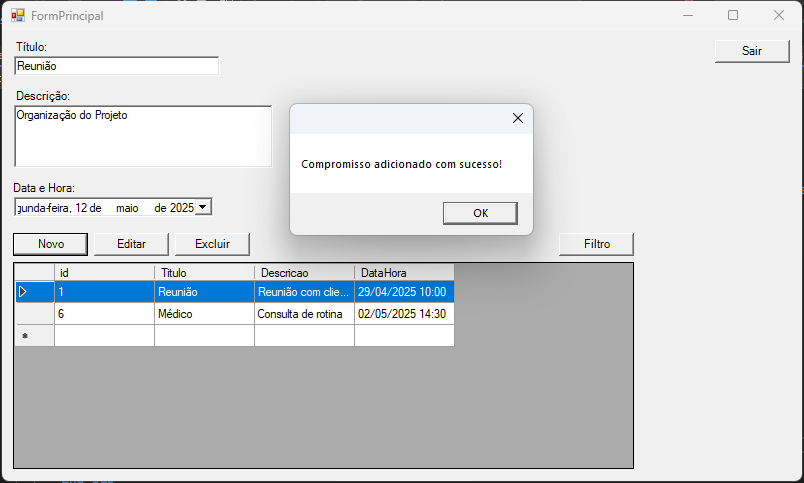 FormPrincipal
Título:
Sair
Reunião
Descrição:
Organização do Projeto
Compromisso adicionado com sucesso!
OK
Data e Hora:
gunda-feira, 12 de maio de 2025
Novo Editar Excluir Filtro
id Titulo Descricao DataHora
1 Reunião Reunião com clie... 29/04/2025 10:00
6 Médico Consulta de rotina 02/05/2025 14:30
*